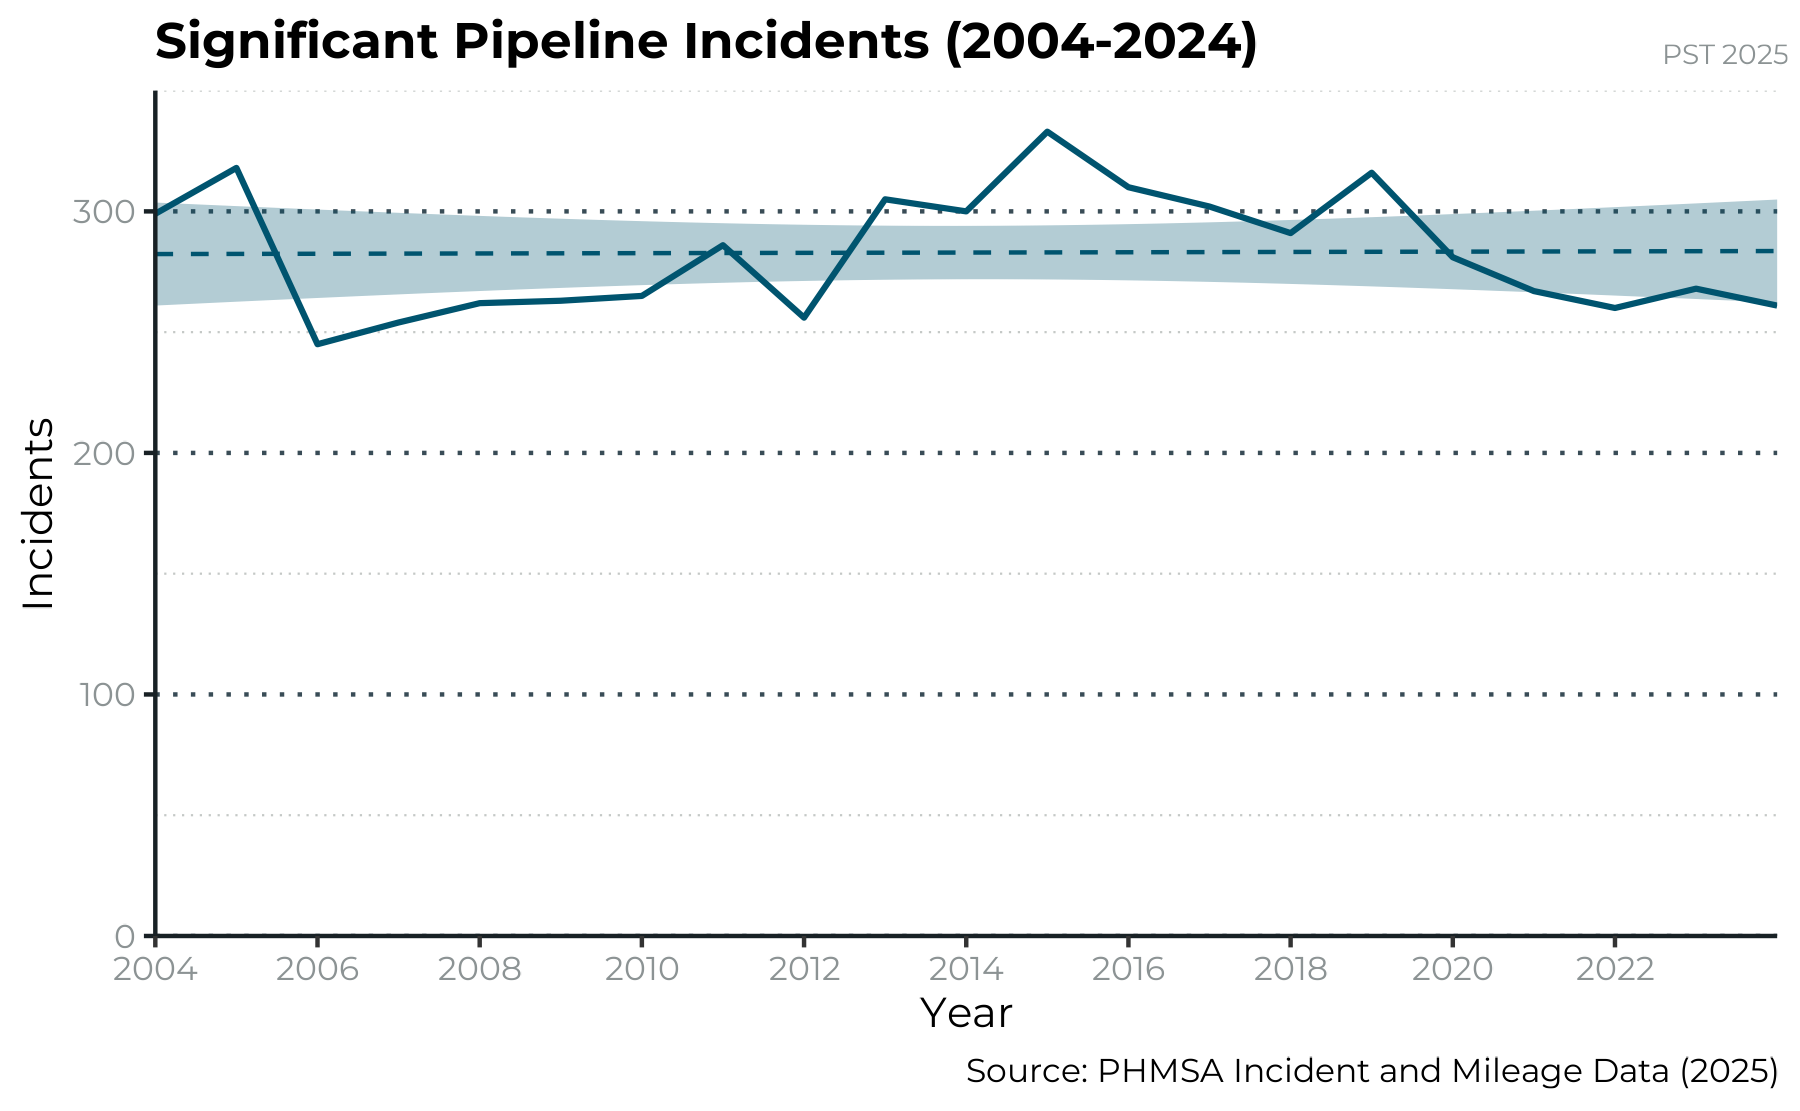 Significant Pipeline Incidents (2004-2024)
PST 2025
Incidents
300
200
100
0
2004 2006 2008 2010 2012 2014 2016 2018 2020 2022
Year
Source: PHMSA Incident and Mileage Data (2025)